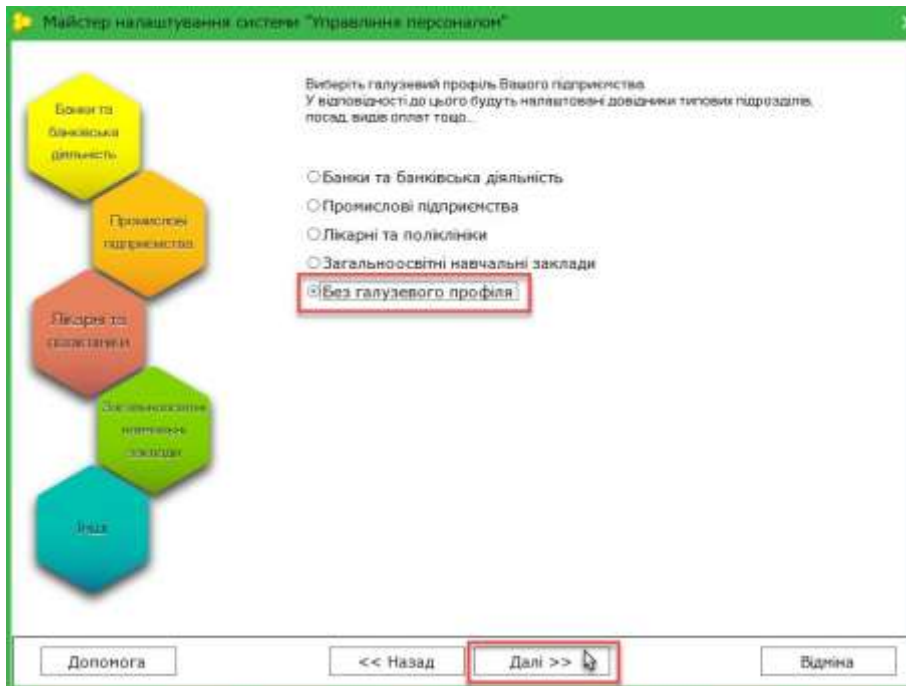 Майстер налаштування системи "Управління персоналом"
Виберіть галузевий профіль Вашого підприємства
У відповідності до цього будуть налаштовані довідники типових підрозділів,
посад, видів оплат тощо...
Банки та
банківська
діяльність
Промислові
підприємства
Лікарні та
поліклініки
Загальноосвітні
навчальні
заклади
Інші
Банки та банківська діяльність
Промислові підприємства
Лікарні та поліклініки
Загальноосвітні навчальні заклади
Без галузевого профіля
Допомога
<< Назад
Далі >>
Відміна